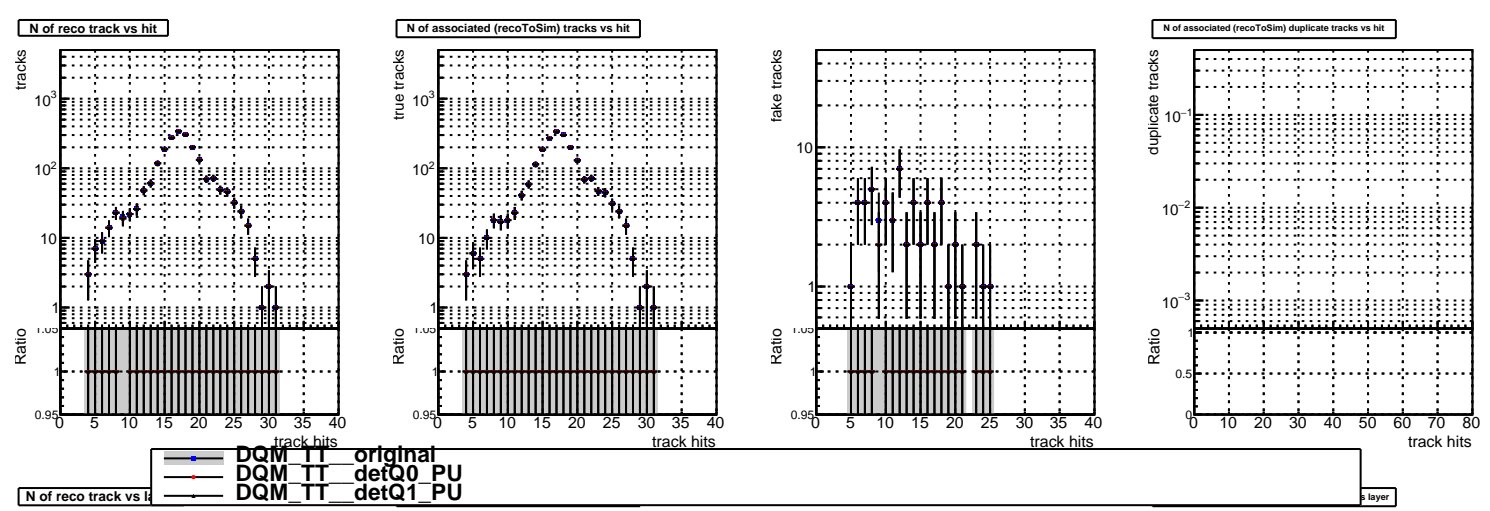 N of reco track vs hit
N of associated (recoToSim) tracks vs hit
N of associated (recoToSim) duplicate tracks vs hit
tracks
10³
10²
10
1
Ratio
1.05
1
0.95
0 5 10 15 20 25 30 35 40
track hits
true tracks
10³
10²
10
1
Ratio
1.05
1
0.95
0 5 10 15 20 25 30 35 40
track hits
fake tracks
10
1
Ratio
1.05
1
0.95
0 5 10 15 20 25 30 35 40
track hits
duplicate tracks
10⁻¹
10⁻²
10⁻³
Ratio
1
0.5
0
0 10 20 30 40 50 60 70 80
track hits
DQM_TT__original
DQM_TT__detQ0_PU
DQM_TT__detQ1_PU
N of reco track vs la
s layer